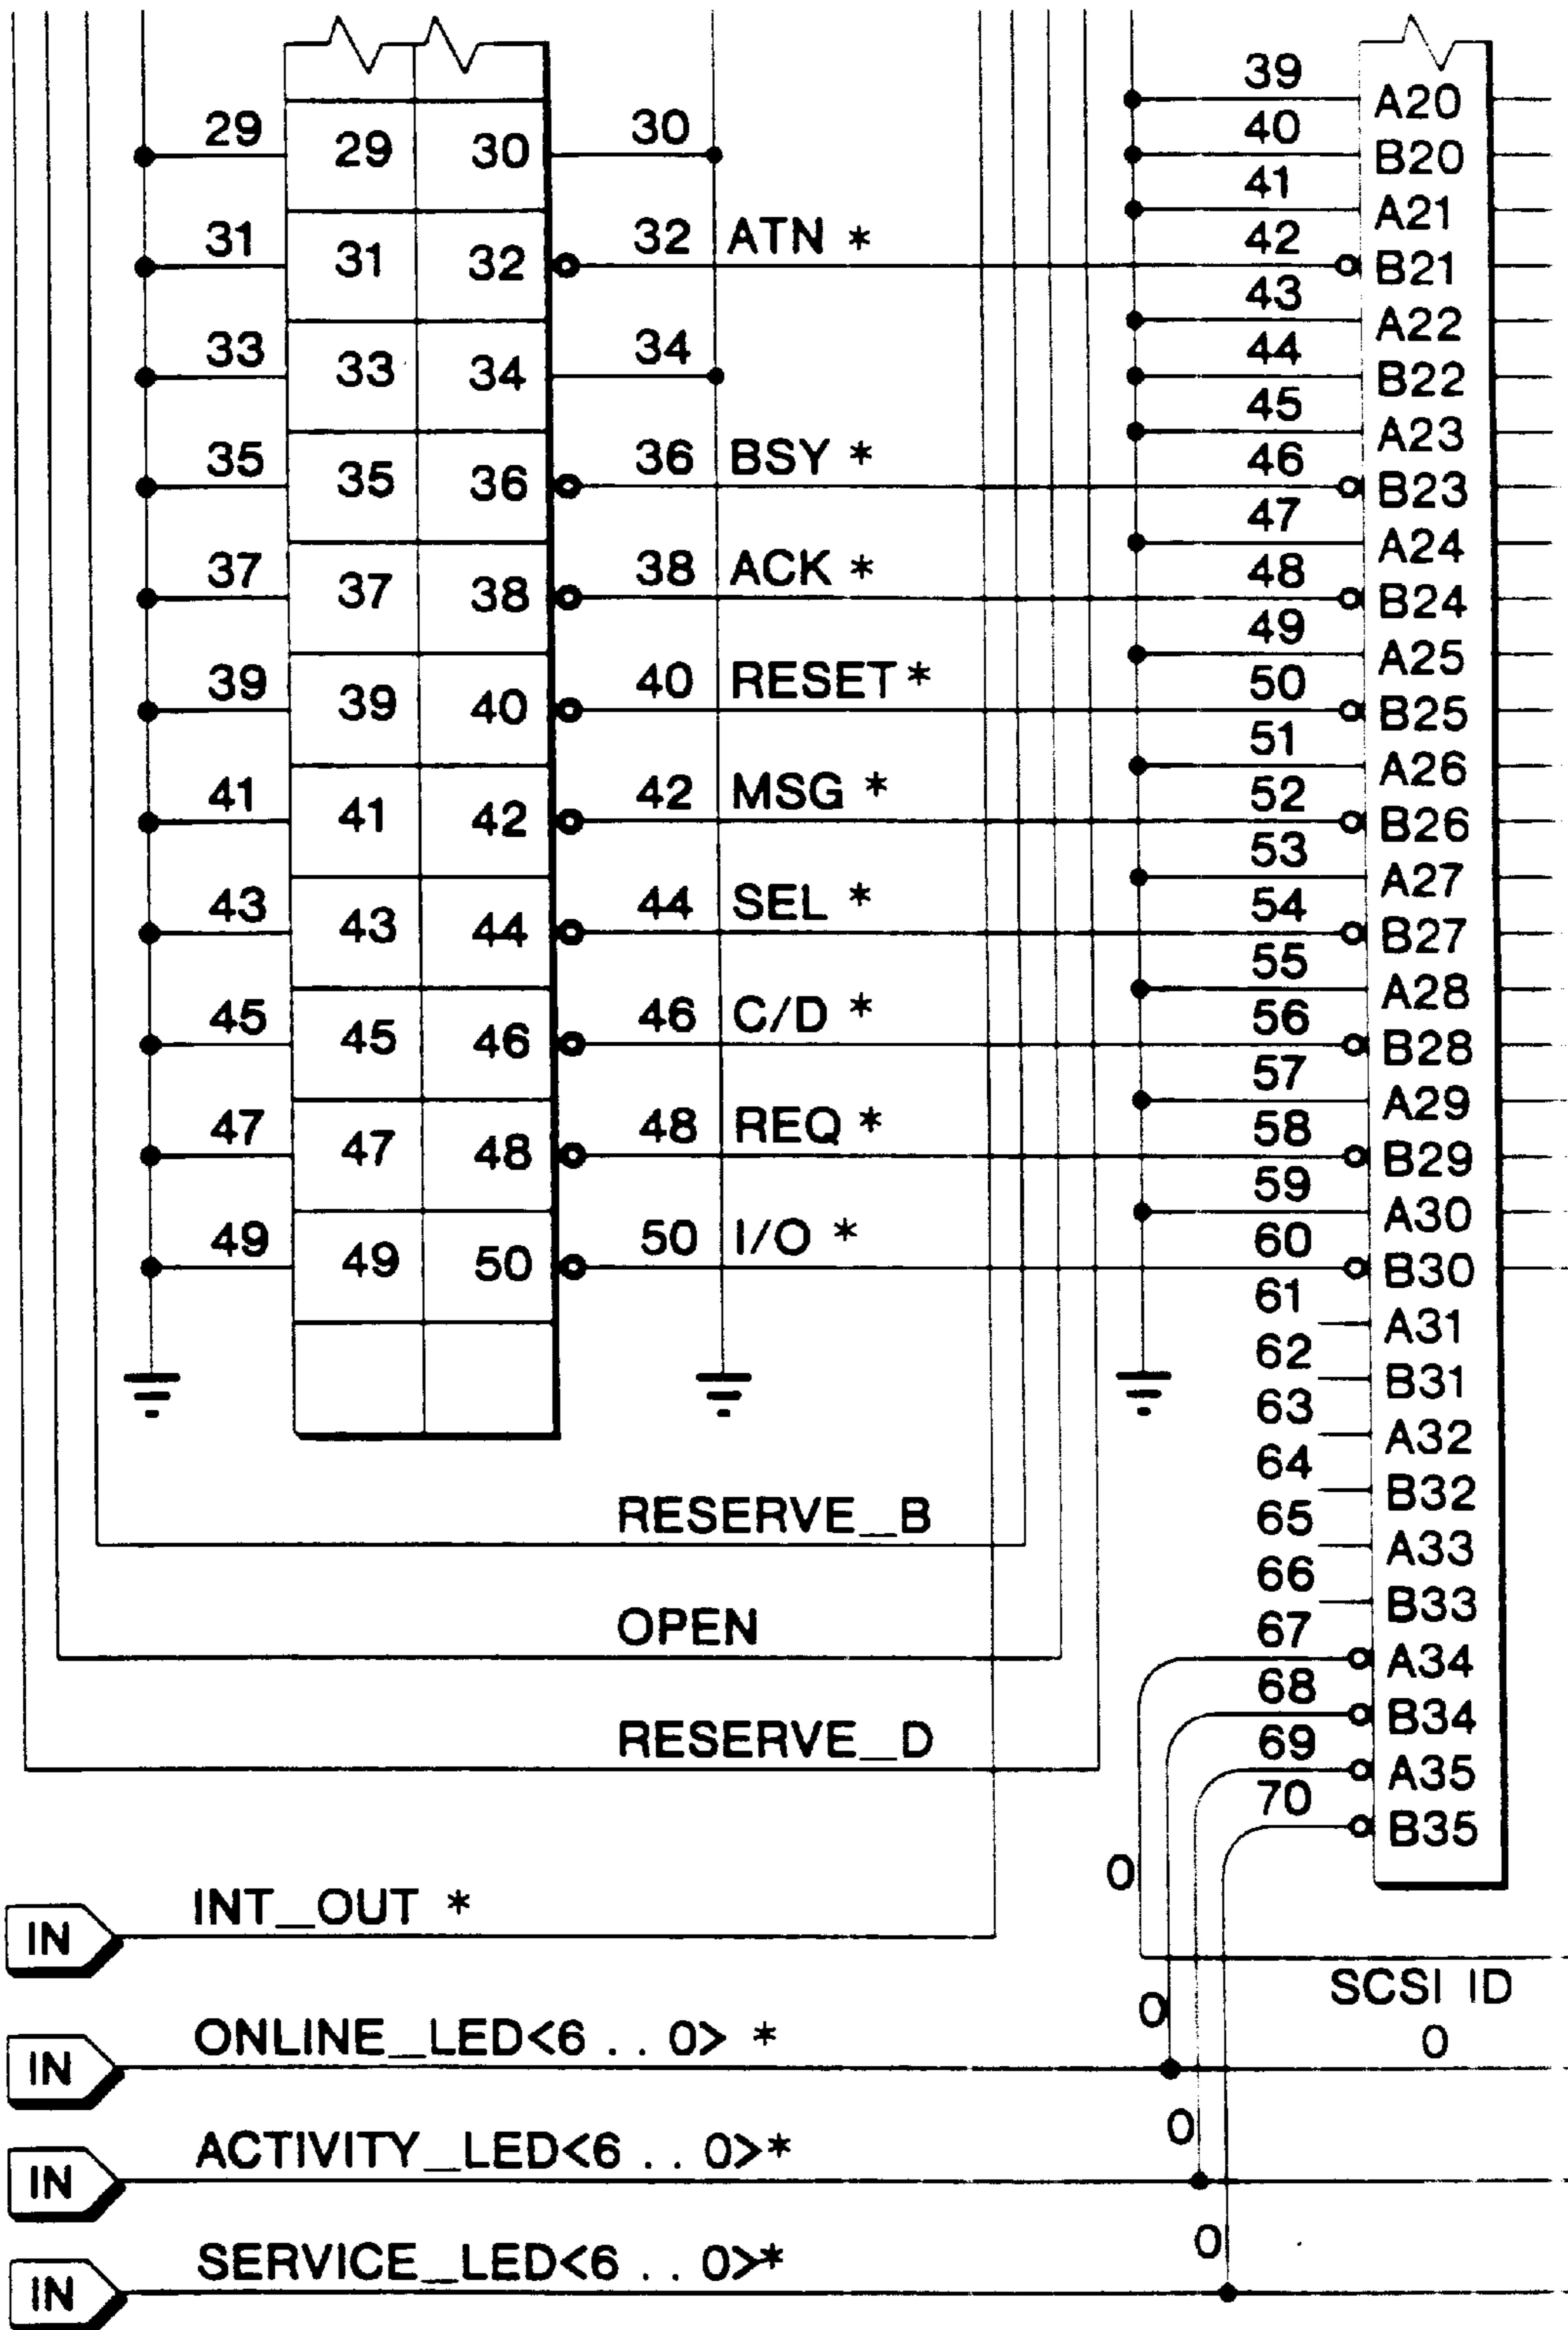 39 A20
29 29 30 30
40 B20
41 A21
31 31 32 32 ATN *
42 B21
43 A22
33 33 34 34
44 B22
45 A23
35 35 36 36 BSY *
46 B23
47 A24
37 37 38 38 ACK *
48 B24
49 A25
39 39 40 40 RESET *
50 B25
51 A26
41 41 42 42 MSG *
52 B26
53 A27
43 43 44 44 SEL *
54 B27
55 A28
45 45 46 46 C/D *
56 B28
57 A29
47 47 48 48 REQ *
58 B29
59 A30
49 49 50 50 I/O *
60 B30
61 A31
62 B31
63 A32
64 B32
RESERVE_B
65 A33
66 B33
OPEN
67 A34
68 B34
RESERVE_D
69 A35
70 B35
0
IN INT_OUT *
SCSI ID
0
0
IN ONLINE_LED<6 . . 0> *
0
IN ACTIVITY_LED<6 . . 0>*
0
IN SERVICE_LED<6 . . 0>*